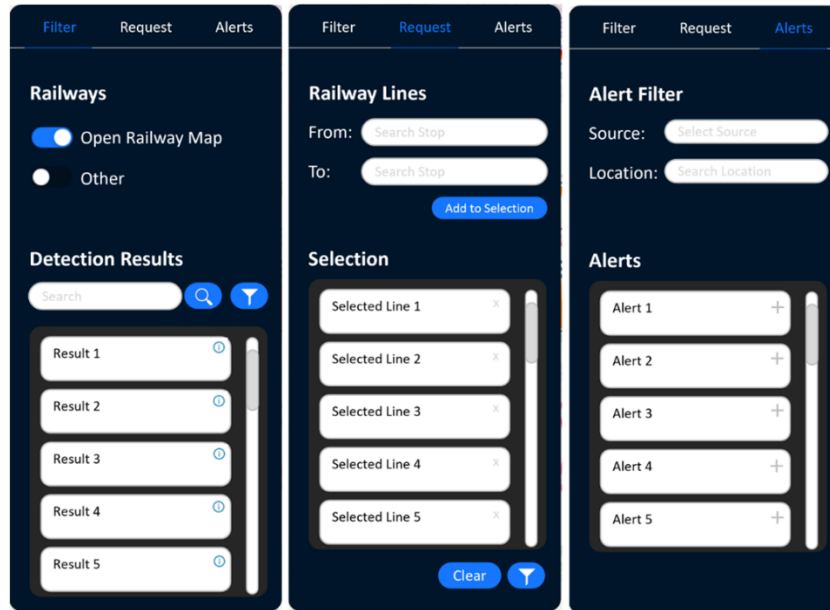 Filter Request Alerts
Railways
Open Railway Map
Other
Detection Results
Search
Result 1
Result 2
Result 3
Result 4
Result 5
Filter Request Alerts
Railway Lines
From: Search Stop
To: Search Stop
Add to Selection
Selection
Selected Line 1 x
Selected Line 2 x
Selected Line 3 x
Selected Line 4 x
Selected Line 5 x
Clear
Filter Request Alerts
Alert Filter
Source: Select Source
Location: Search Location
Alerts
Alert 1 +
Alert 2 +
Alert 3 +
Alert 4 +
Alert 5 +